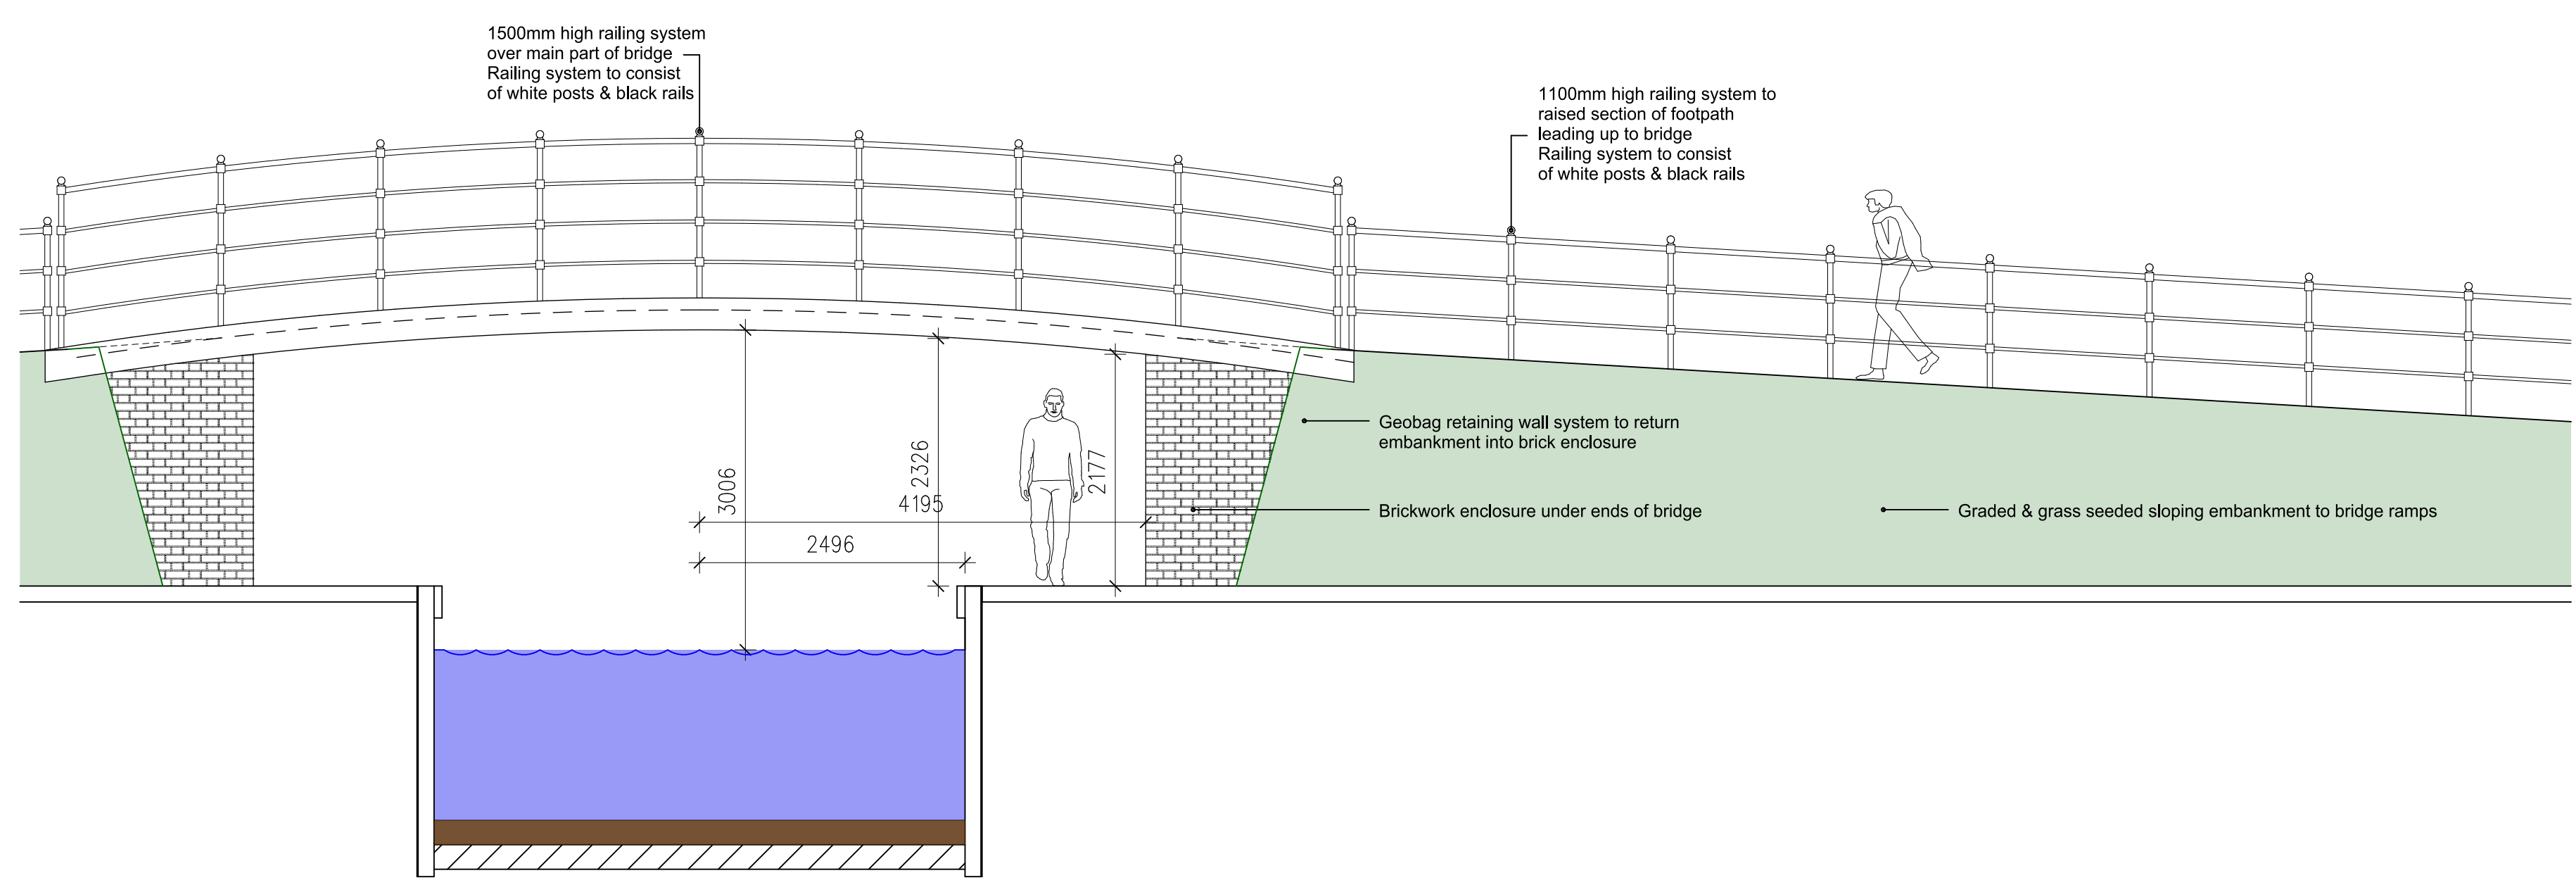 1500mm high railing system
over main part of bridge
Railing system to consist
of white posts & black rails
1100mm high railing system to
raised section of footpath
leading up to bridge
Railing system to consist
of white posts & black rails
Geobag retaining wall system to return
embankment into brick enclosure
3006
2326
2177
4195
Brickwork enclosure under ends of bridge
Graded & grass seeded sloping embankment to bridge ramps
2496